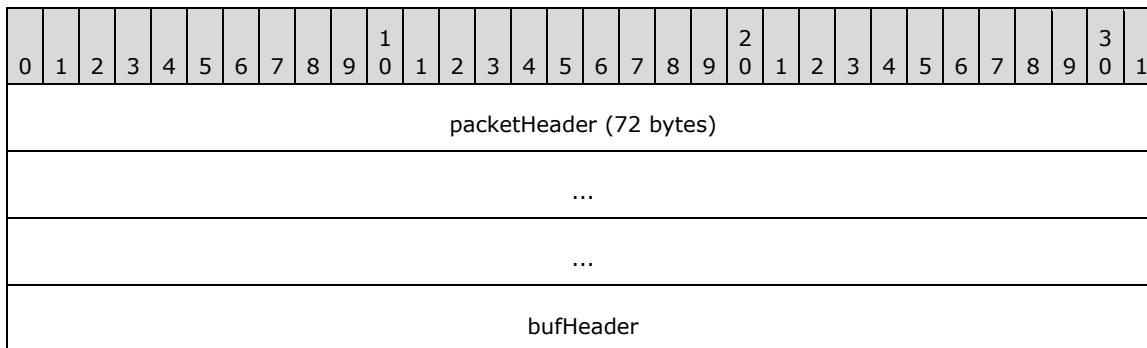 1 2 3
0 1 2 3 4 5 6 7 8 9 0 1 2 3 4 5 6 7 8 9 0 1 2 3 4 5 6 7 8 9 0 1
packetHeader (72 bytes)
...
...
bufHeader